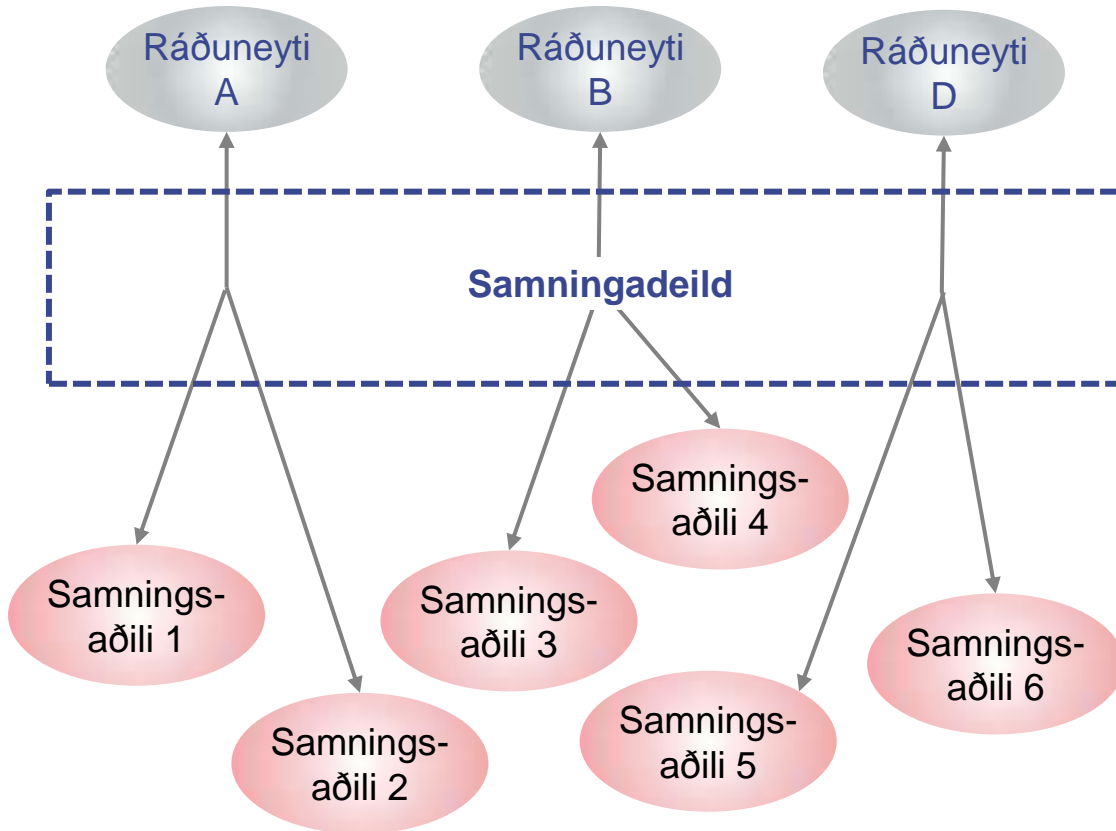 Ráðuneyti
A
Ráðuneyti
B
Ráðuneyti
D
Samningadeild
Samnings-
aðili 4
Samnings-
aðili 1
Samnings-
aðili 3
Samnings-
aðili 6
Samnings-
aðili 2
Samnings-
aðili 5